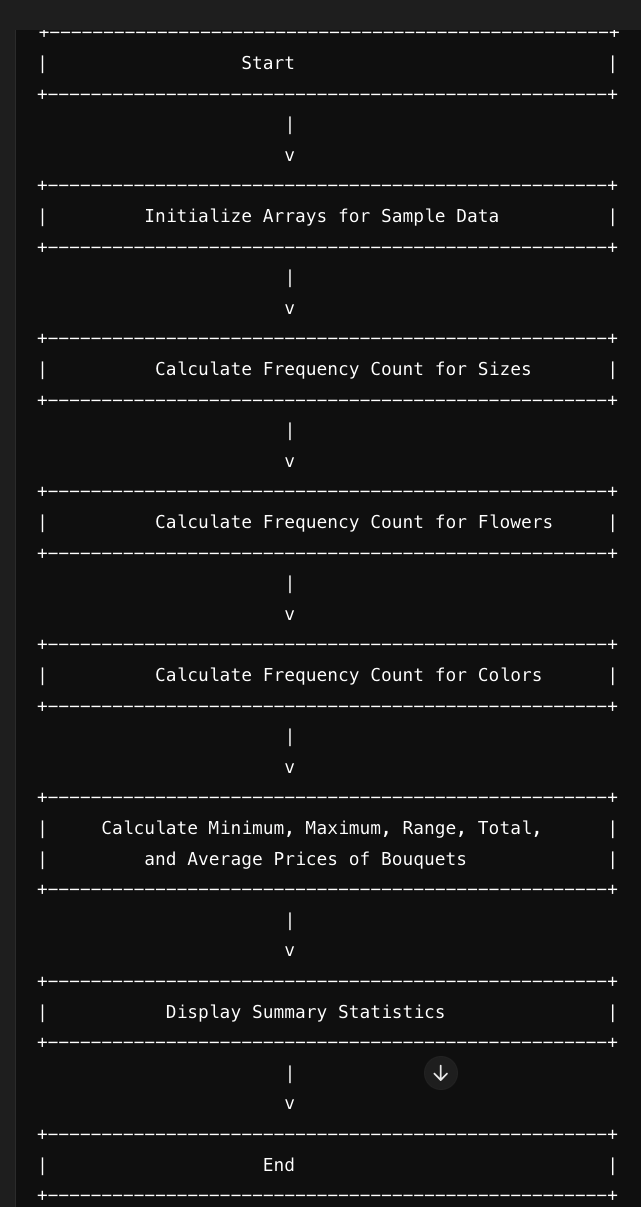 +----------------------------------------------------+
|                  Start                             |
+----------------------------------------------------+
                       |
                       v
+----------------------------------------------------+
|         Initialize Arrays for Sample Data          |
+----------------------------------------------------+
                       |
                       v
+----------------------------------------------------+
|          Calculate Frequency Count for Sizes       |
+----------------------------------------------------+
                       |
                       v
+----------------------------------------------------+
|          Calculate Frequency Count for Flowers     |
+----------------------------------------------------+
                       |
                       v
+----------------------------------------------------+
|          Calculate Frequency Count for Colors      |
+----------------------------------------------------+
                       |
                       v
+----------------------------------------------------+
|     Calculate Minimum, Maximum, Range, Total,      |
|         and Average Prices of Bouquets             |
+----------------------------------------------------+
                       |
                       v
+----------------------------------------------------+
|           Display Summary Statistics               |
+----------------------------------------------------+
                       |
                       v
+----------------------------------------------------+
|                    End                             |
+----------------------------------------------------+